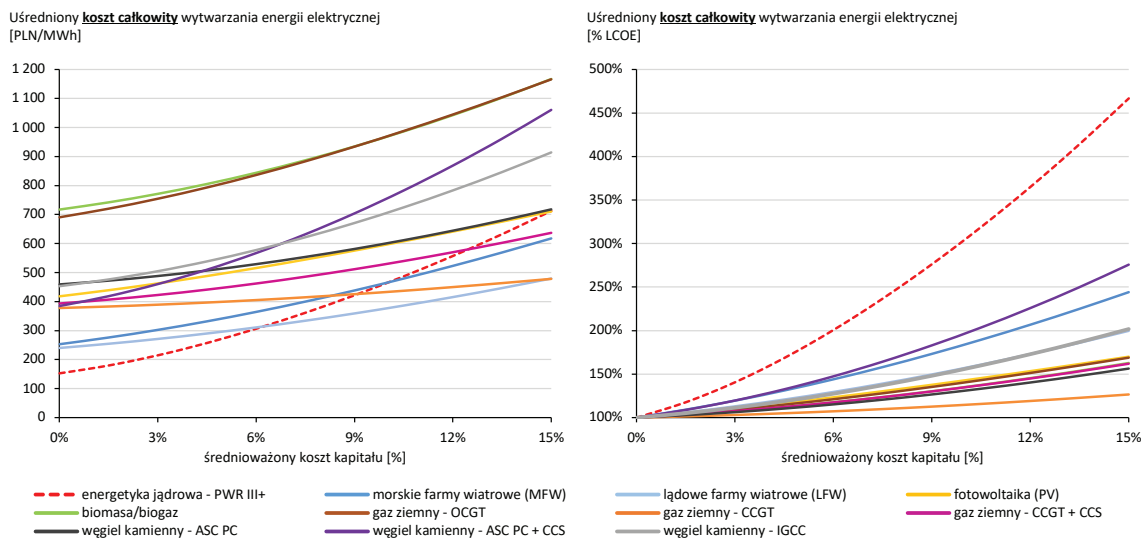 Uśredniony koszt całkowity wytwarzania energii elektrycznej
[PLN/MWh]
1 200
1 100
1 000
900
800
700
600
500
400
300
200
100
0
0%
3%
6%
9%
12%
15%
średnioważony koszt kapitału [%]
Uśredniony koszt całkowity wytwarzania energii elektrycznej
[% LCOE]
500%
450%
400%
350%
300%
250%
200%
150%
100%
0%
3%
6%
9%
12%
15%
średnioważony koszt kapitału [%]
energetyka jądrowa - PWR III+
morskie farmy wiatrowe (MFW)
lądowe farmy wiatrowe (LFW)
fotowoltaika (PV)
biomasa/biogaz
gaz ziemny - OCGT
gaz ziemny - CCGT
gaz ziemny - CCGT + CCS
węgiel kamienny - ASC PC
węgiel kamienny - ASC PC + CCS
węgiel kamienny - IGCC